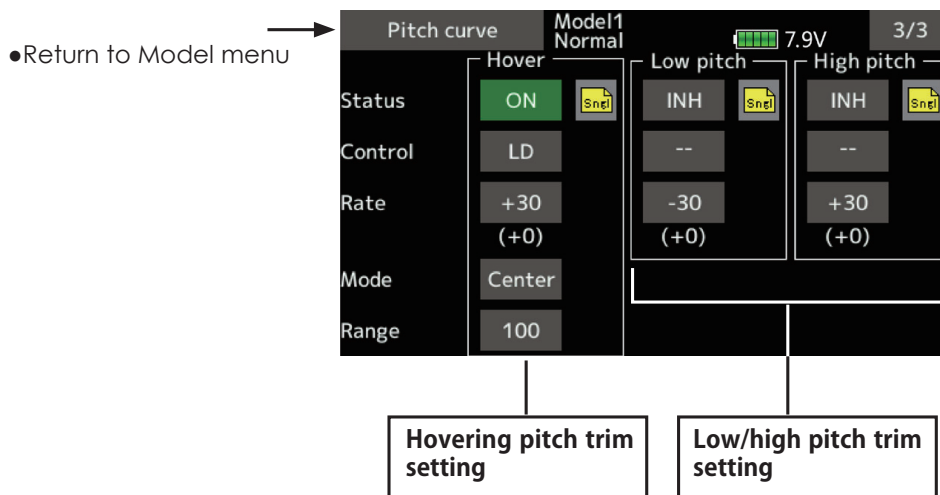 Pitch curve Model1 Normal 7.9V 3/3
●Return to Model menu
Hover Low pitch High pitch
Status ON Sngl INH Sngl INH Sngl
Control LD -- --
Rate +30 -30 +30
(+0) (+0) (+0)
Mode Center
Range 100
Hovering pitch trim
setting
Low/high pitch trim
setting